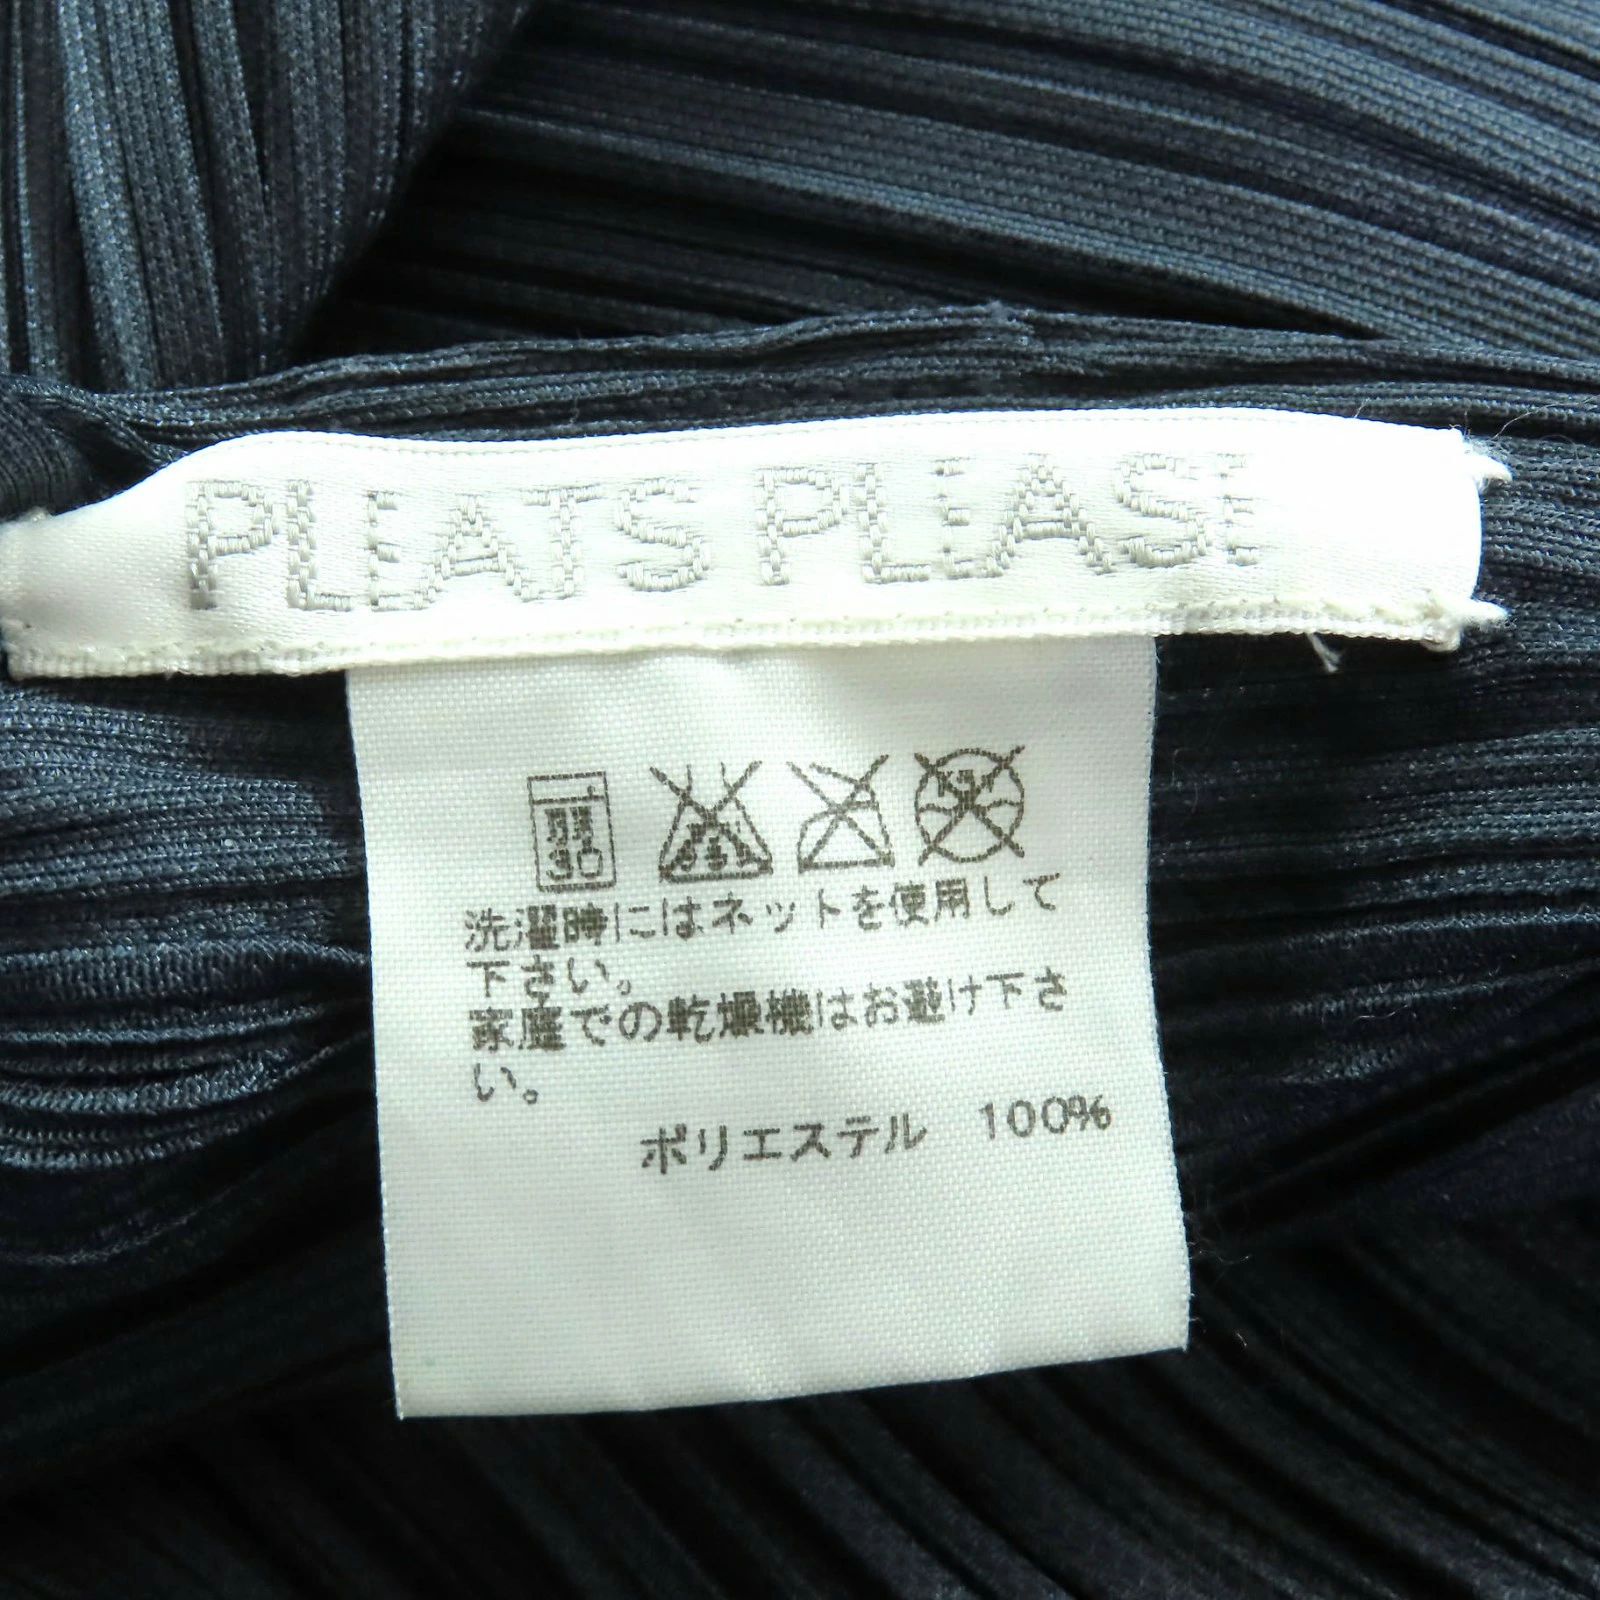 PLEATS PLEASE
30
洗濯時にはネットを使用して
下さい。
家庭での乾燥機はお避け下さ
い。
ポリエステル 100%